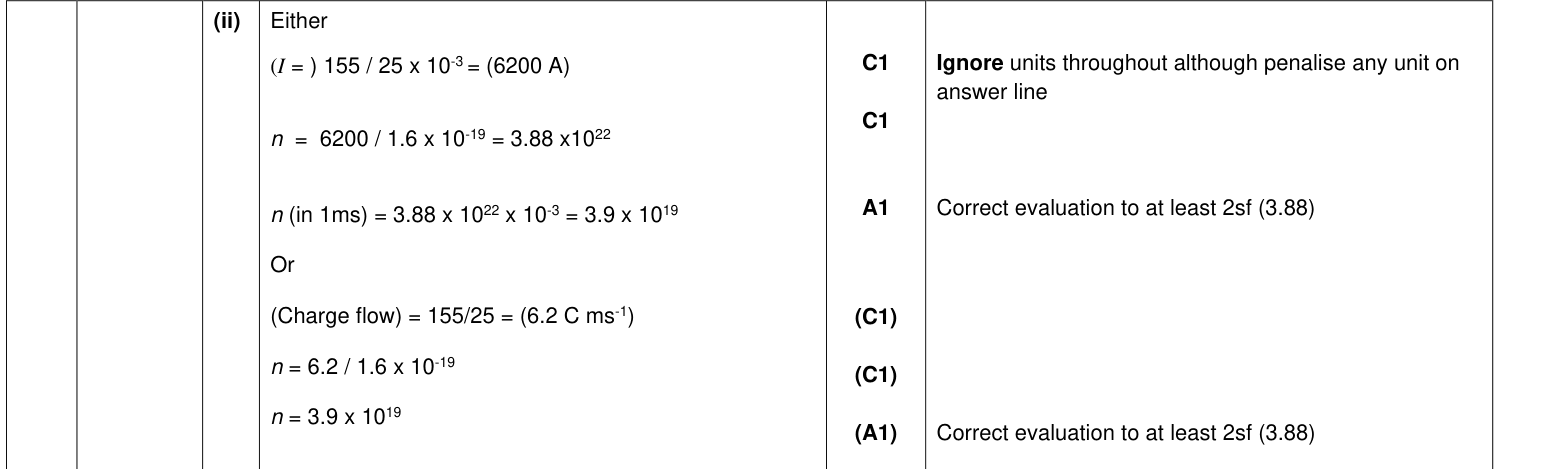 (ii) Either
(I = ) 155 / 25 x 10⁻³ = (6200 A) C1 Ignore units throughout although penalise any unit on
answer line
C1
n = 6200 / 1.6 x 10⁻¹⁹ = 3.88 x10²²
n (in 1ms) = 3.88 x 10²² x 10⁻³ = 3.9 x 10¹⁹ A1 Correct evaluation to at least 2sf (3.88)
Or
(Charge flow) = 155/25 = (6.2 C ms⁻¹) (C1)
n = 6.2 / 1.6 x 10⁻¹⁹ (C1)
n = 3.9 x 10¹⁹
(A1) Correct evaluation to at least 2sf (3.88)